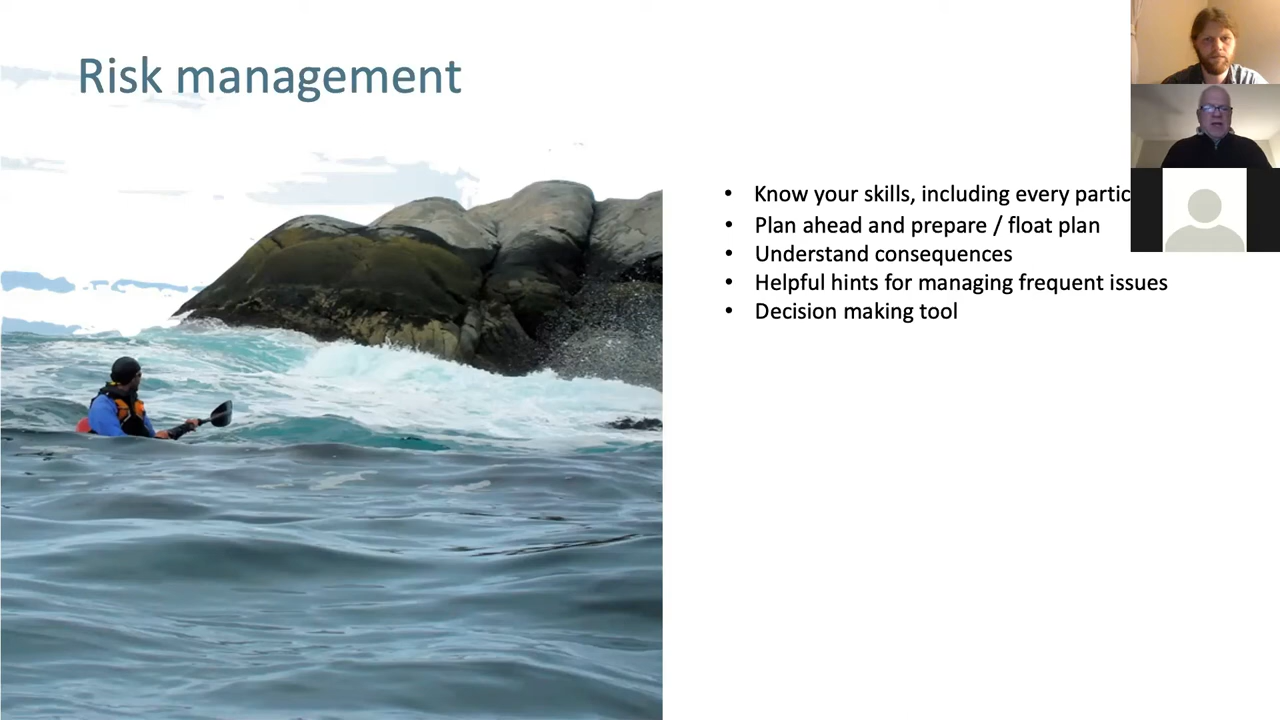 Risk management
• Know your skills, including every
• Plan ahead and prepare / float plan
• Understand consequences
• Helpful hints for managing frequent issues
• Decision making tool